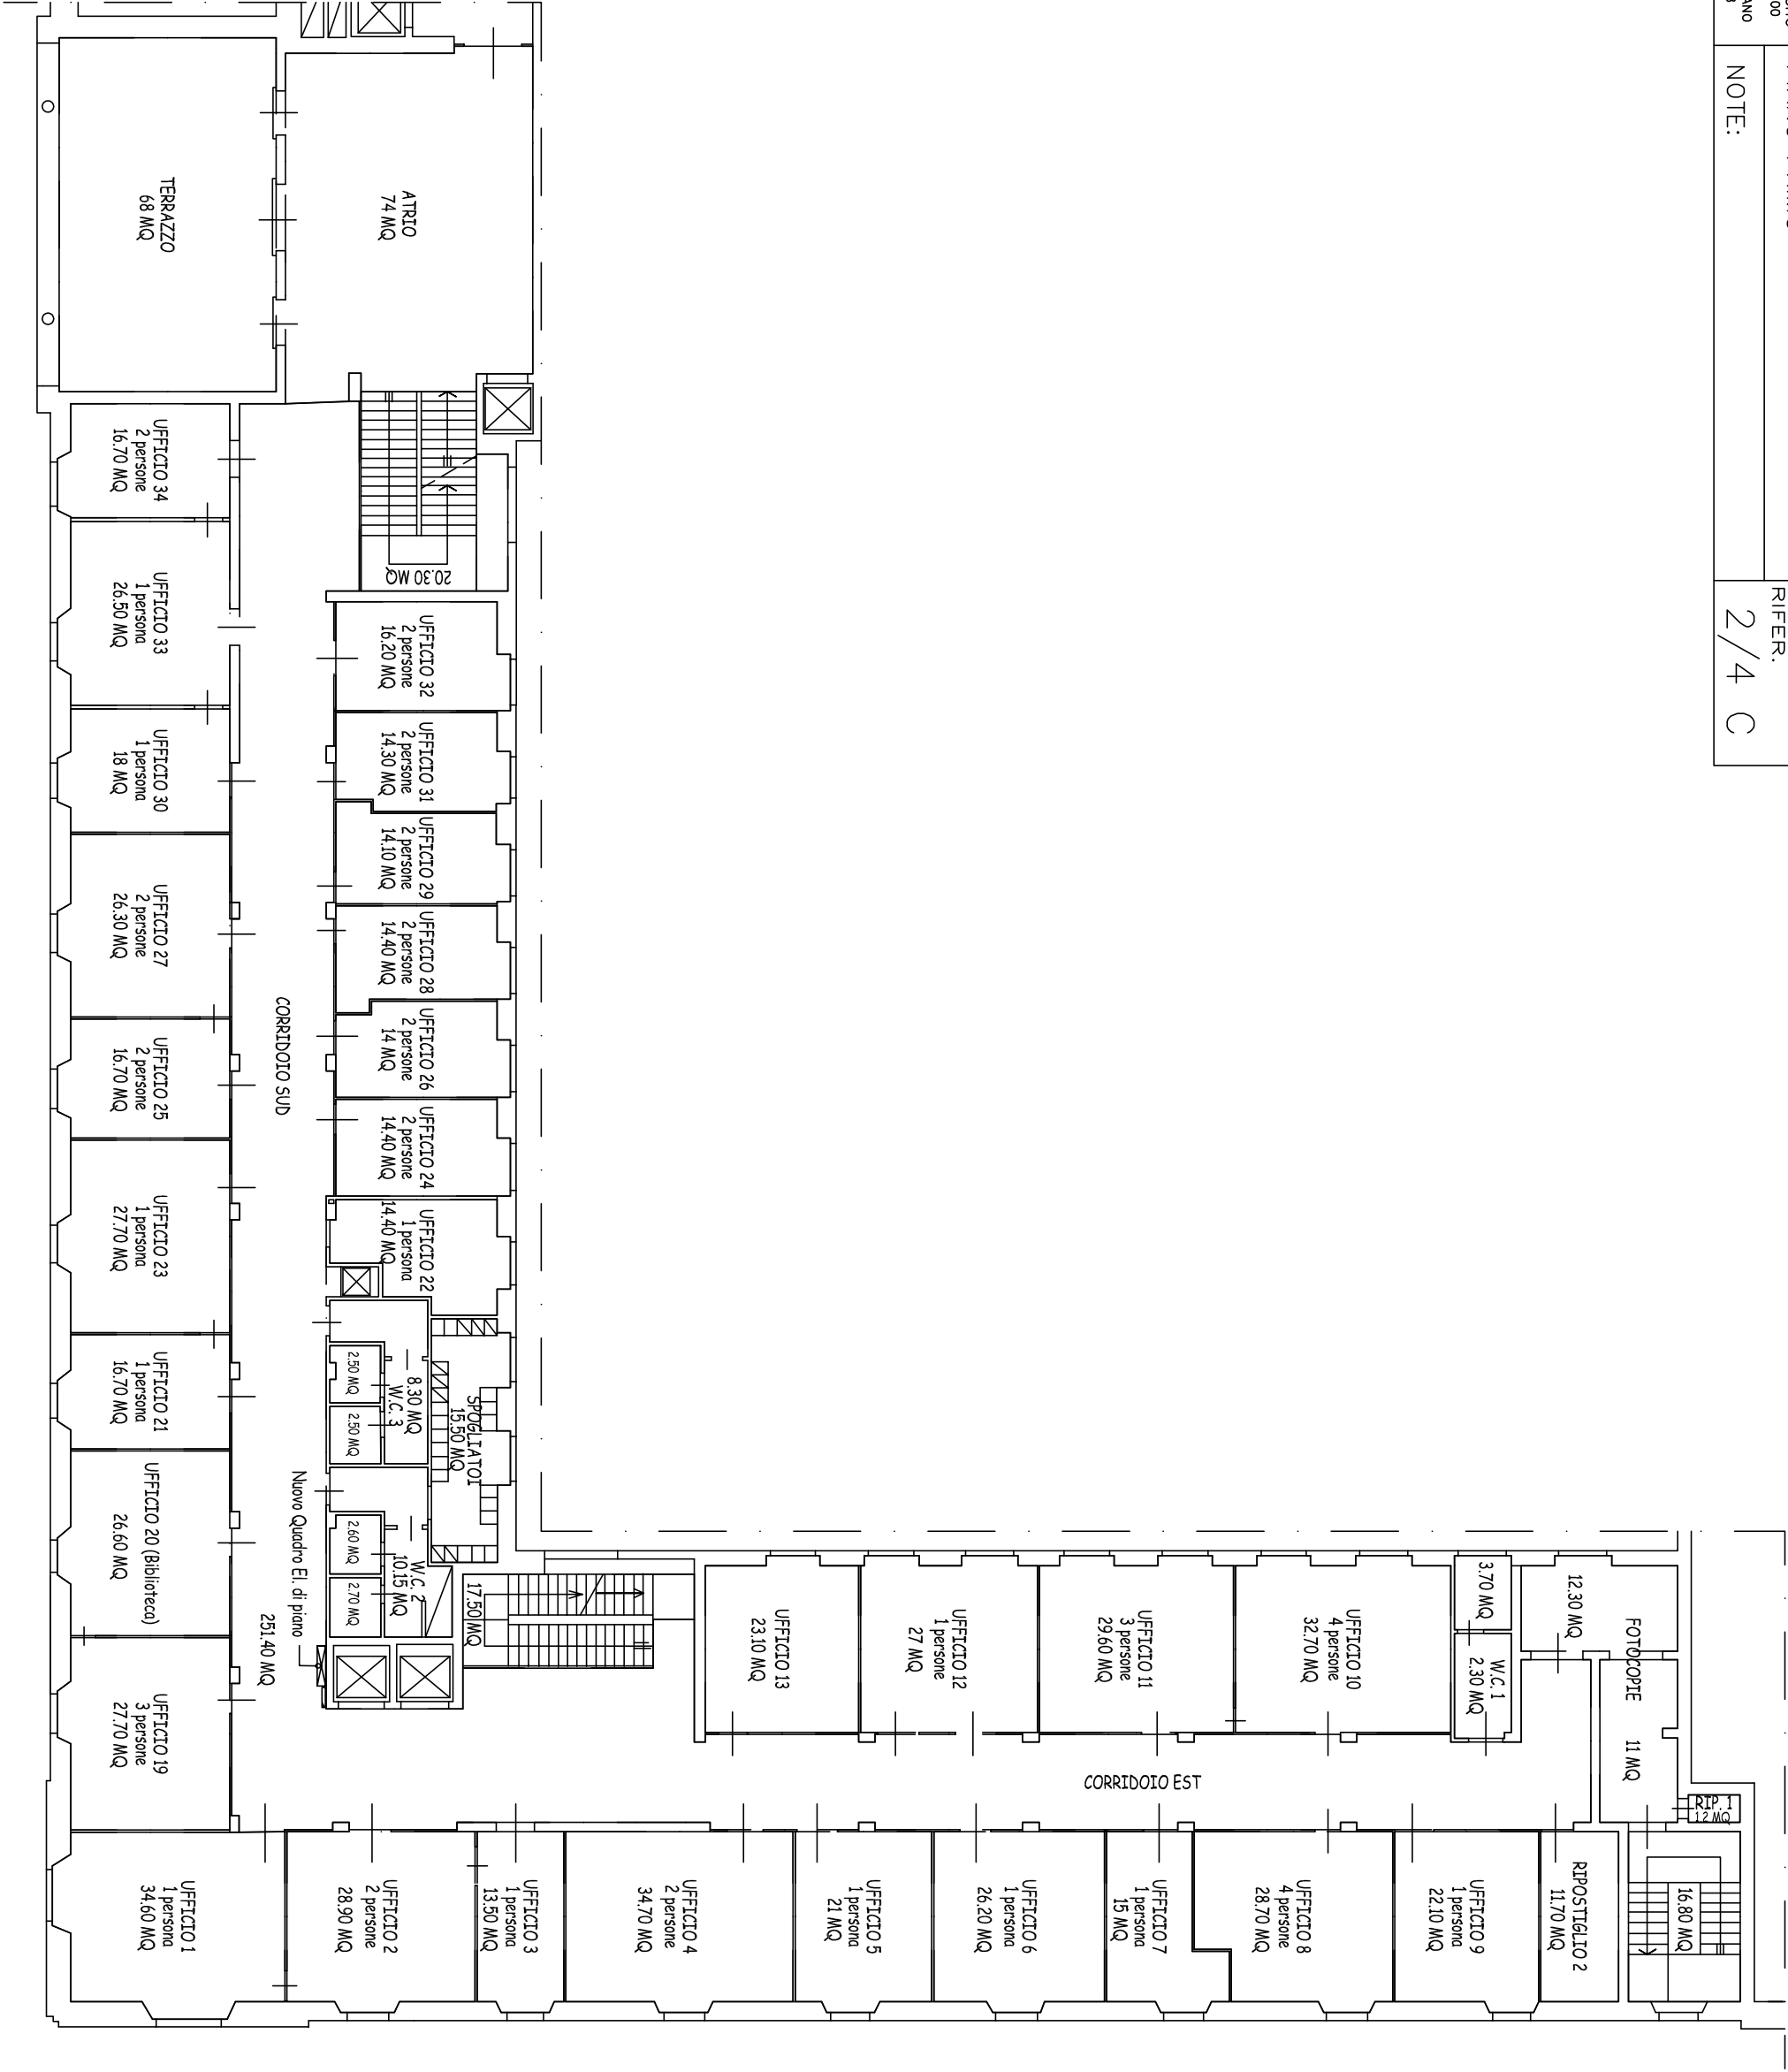 NOTE:
RIFER.
2/4 C
TERRAZZO
68 MQ
ATRIO
74 MQ
20.30 MQ
UFFICIO 34
2 persone
16.70 MQ
UFFICIO 33
1 persona
26.50 MQ
UFFICIO 30
1 persona
18 MQ
UFFICIO 27
2 persone
26.30 MQ
UFFICIO 25
2 persone
16.70 MQ
UFFICIO 23
1 persona
27.70 MQ
UFFICIO 21
1 persona
16.70 MQ
UFFICIO 20 (Biblioteca)
26.60 MQ
UFFICIO 19
3 persone
27.70 MQ
CORRIDOIO SUD
251.40 MQ
Nuovo Quadro El. di piano
UFFICIO 32
2 persone
16.20 MQ
UFFICIO 31
2 persone
14.30 MQ
UFFICIO 29
2 persone
14.10 MQ
UFFICIO 28
2 persone
14.40 MQ
UFFICIO 26
2 persone
14 MQ
UFFICIO 24
2 persone
14.40 MQ
UFFICIO 22
1 persona
14.40 MQ
2.50 MQ
2.50 MQ
8.30 MQ
W.C. 3
SPOGLIATOI
15.50 MQ
2.60 MQ
2.70 MQ
W.C. 2
10.15 MQ
17.50 MQ
UFFICIO 13
23.10 MQ
UFFICIO 12
1 persone
27 MQ
UFFICIO 11
3 persone
29.60 MQ
UFFICIO 10
4 persone
32.70 MQ
3.70 MQ
W.C. 1
2.30 MQ
12.30 MQ
FOTOCOPIE
11 MQ
RIP. 1
1.2 MQ
CORRIDOIO EST
UFFICIO 1
1 persona
34.60 MQ
UFFICIO 2
2 persone
28.90 MQ
UFFICIO 3
1 persona
13.50 MQ
UFFICIO 4
2 persone
34.70 MQ
UFFICIO 5
1 persona
21 MQ
UFFICIO 6
1 persone
26.20 MQ
UFFICIO 7
1 persona
15 MQ
UFFICIO 8
4 persone
28.70 MQ
UFFICIO 9
1 persona
22.10 MQ
RIPOSTIGLIO 2
11.70 MQ
16.80 MQ